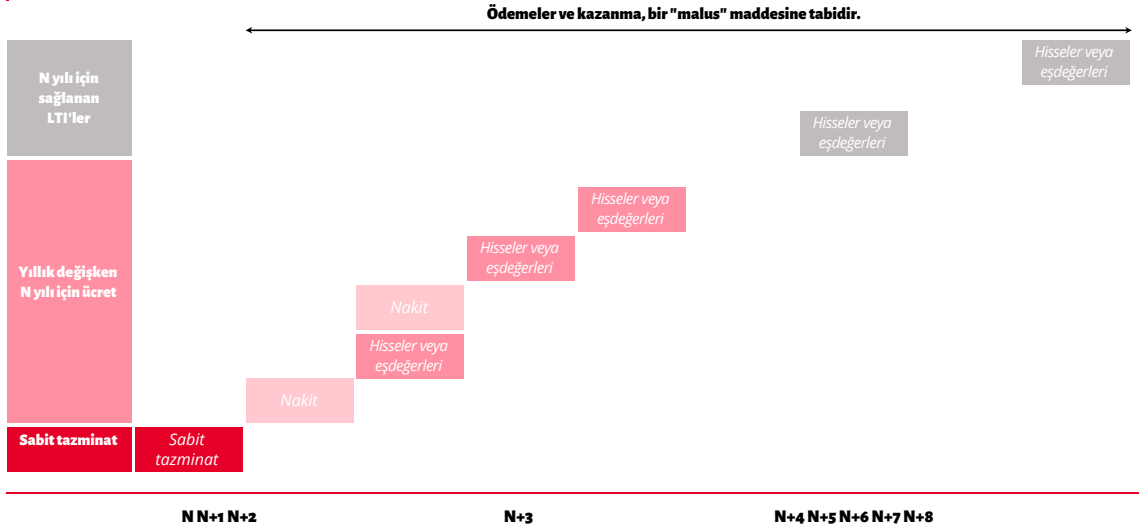 Ödemeler ve kazanma, bir "malus" maddesine tabidir.
Hisseler veya
eşdeğerleri
N yılı için
sağlanan
LTI'ler
Hisseler veya
eşdeğerleri
Hisseler veya
eşdeğerleri
Hisseler veya
eşdeğerleri
Yıllık değişken
N yılı için ücret
Nakit
Hisseler veya
eşdeğerleri
Nakit
Sabit tazminat
Sabit
tazminat
N N+1 N+2
N+3
N+4 N+5 N+6 N+7 N+8